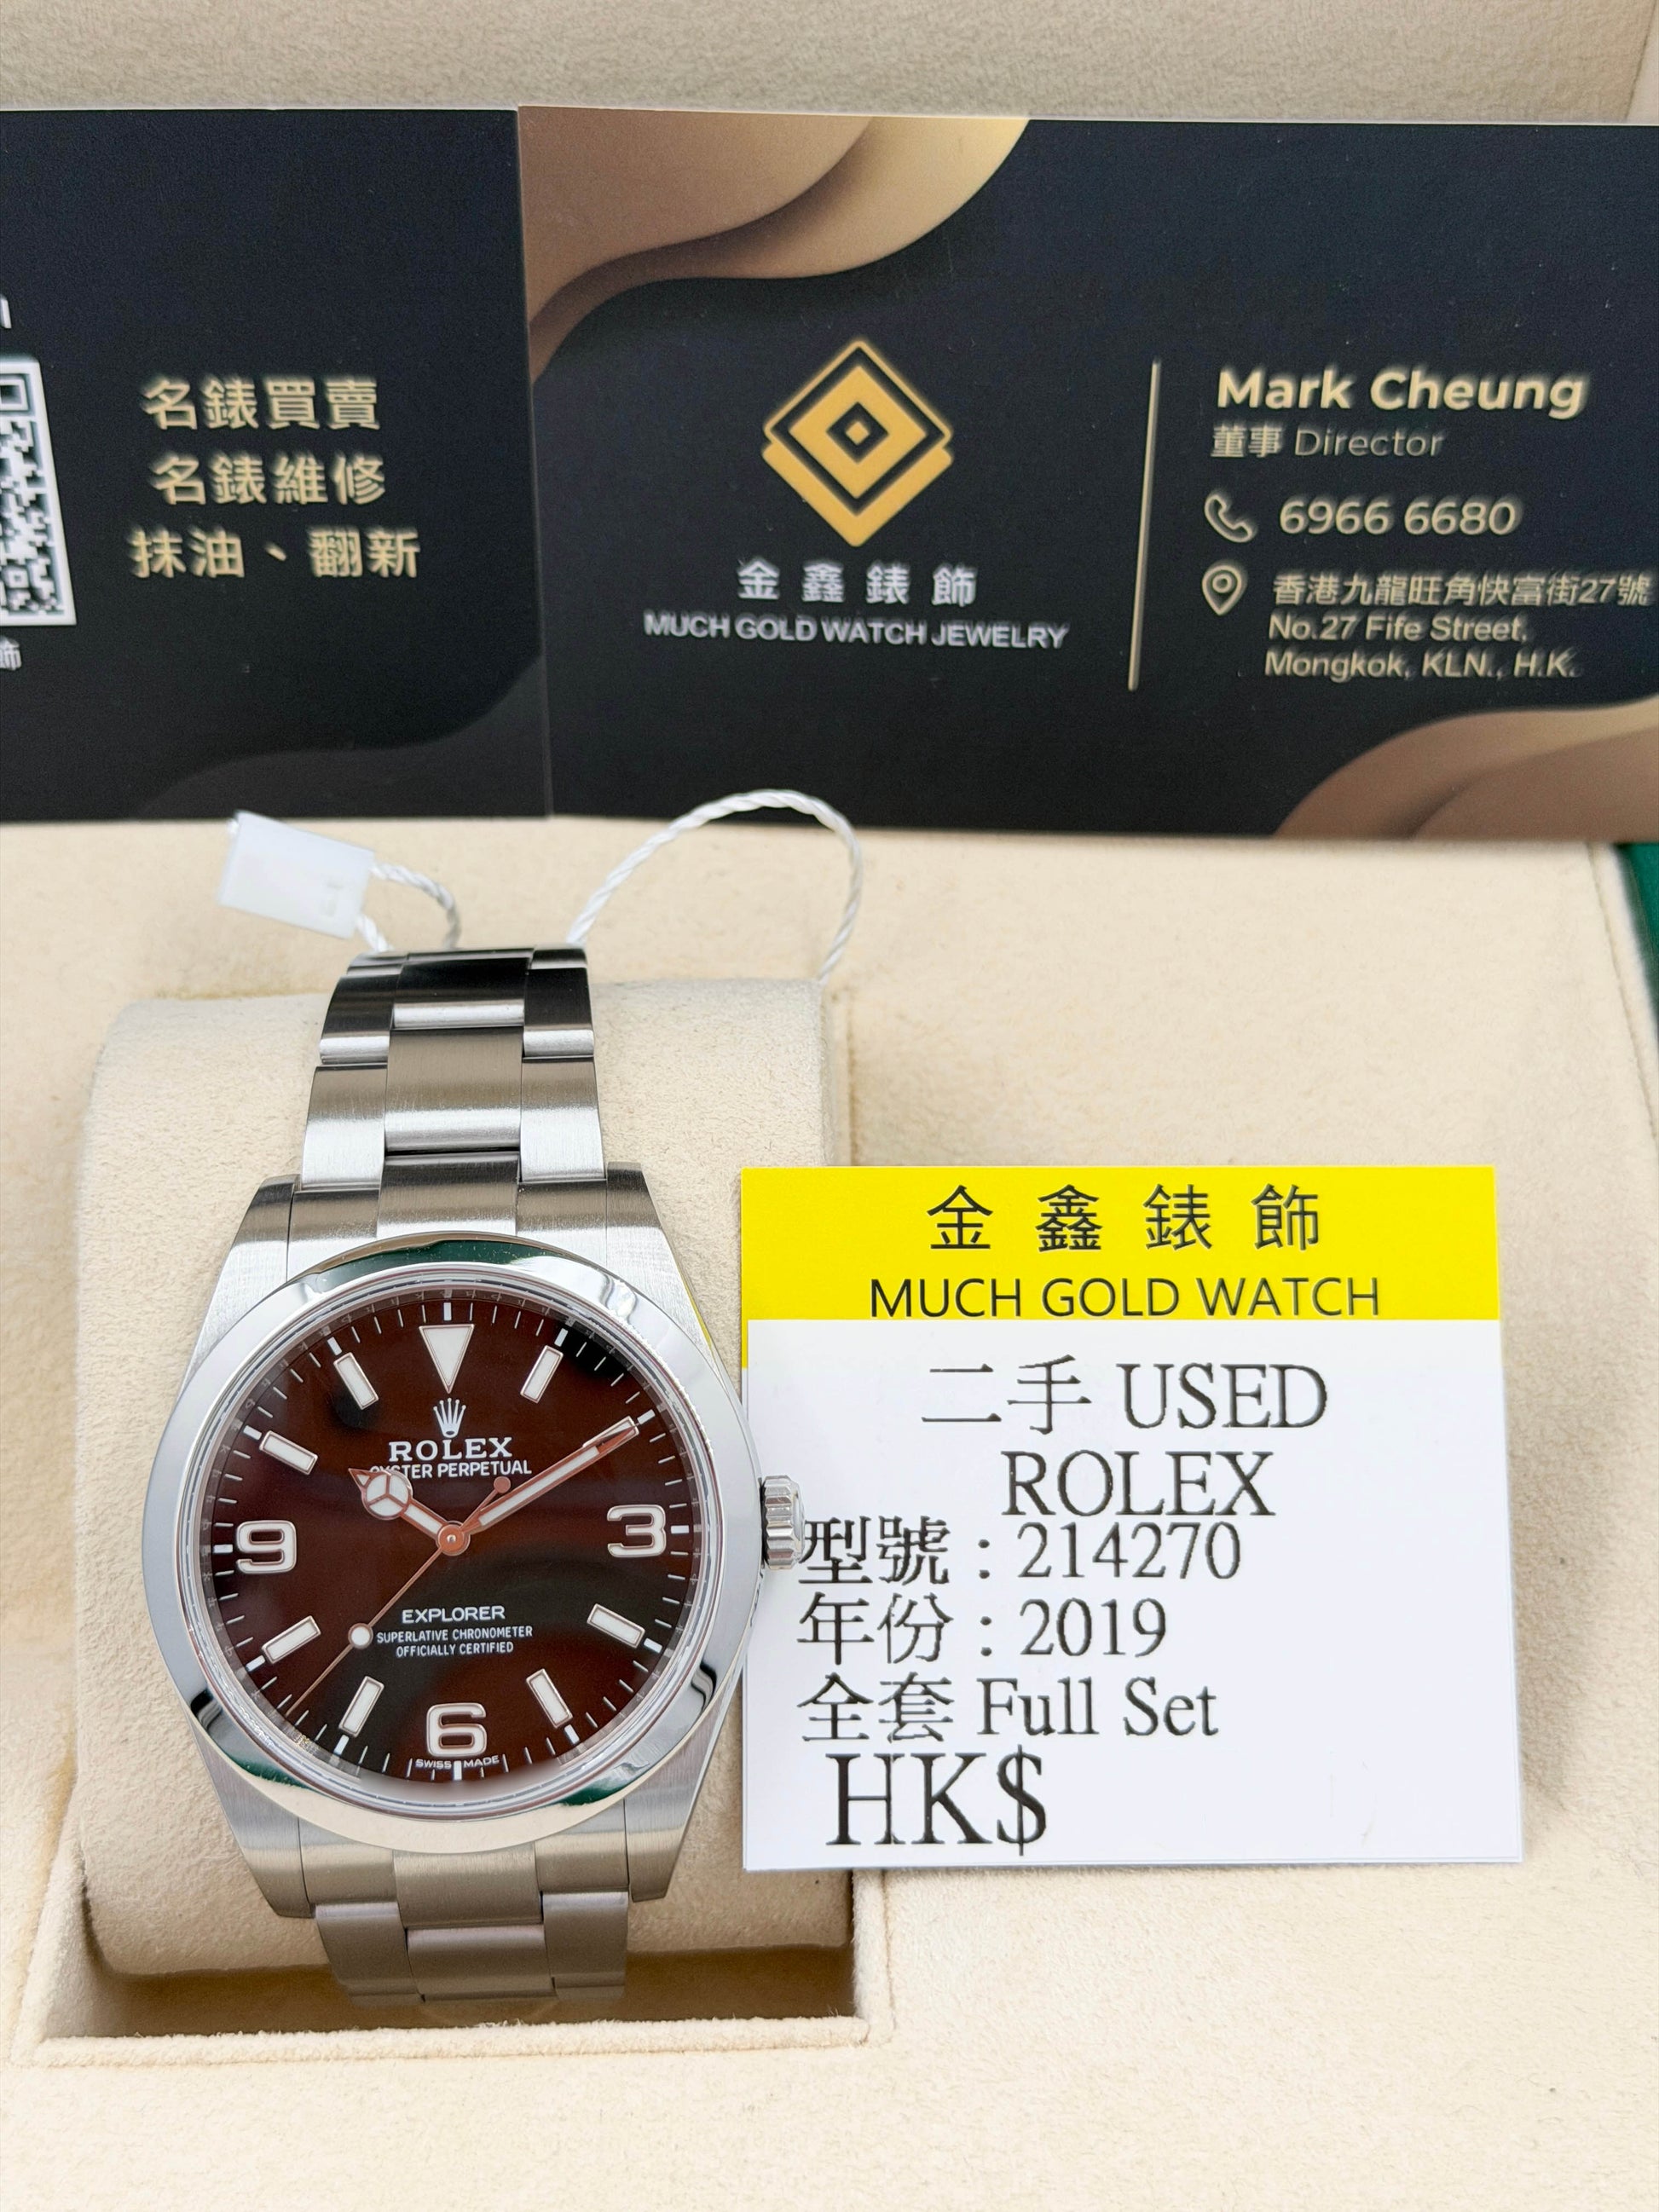 名錶買賣
名錶維修
抹油、翻新
飾
金鑫錶飾
MUCH GOLD WATCH JEWELRY
Mark Cheung
董事 Director
6966 6680
香港九龍旺角快富街27號
No.27 Fife Street,
Mongkok, KLN., H.K.
ROLEX
OYSTER PERPETUAL
9
3
EXPLORER
SUPERLATIVE CHRONOMETER
OFFICIALLY CERTIFIED
6
SWISS MADE
金鑫錶飾
MUCH GOLD WATCH
二手 USED
ROLEX
型號：214270
年份：2019
全套 Full Set
HK$